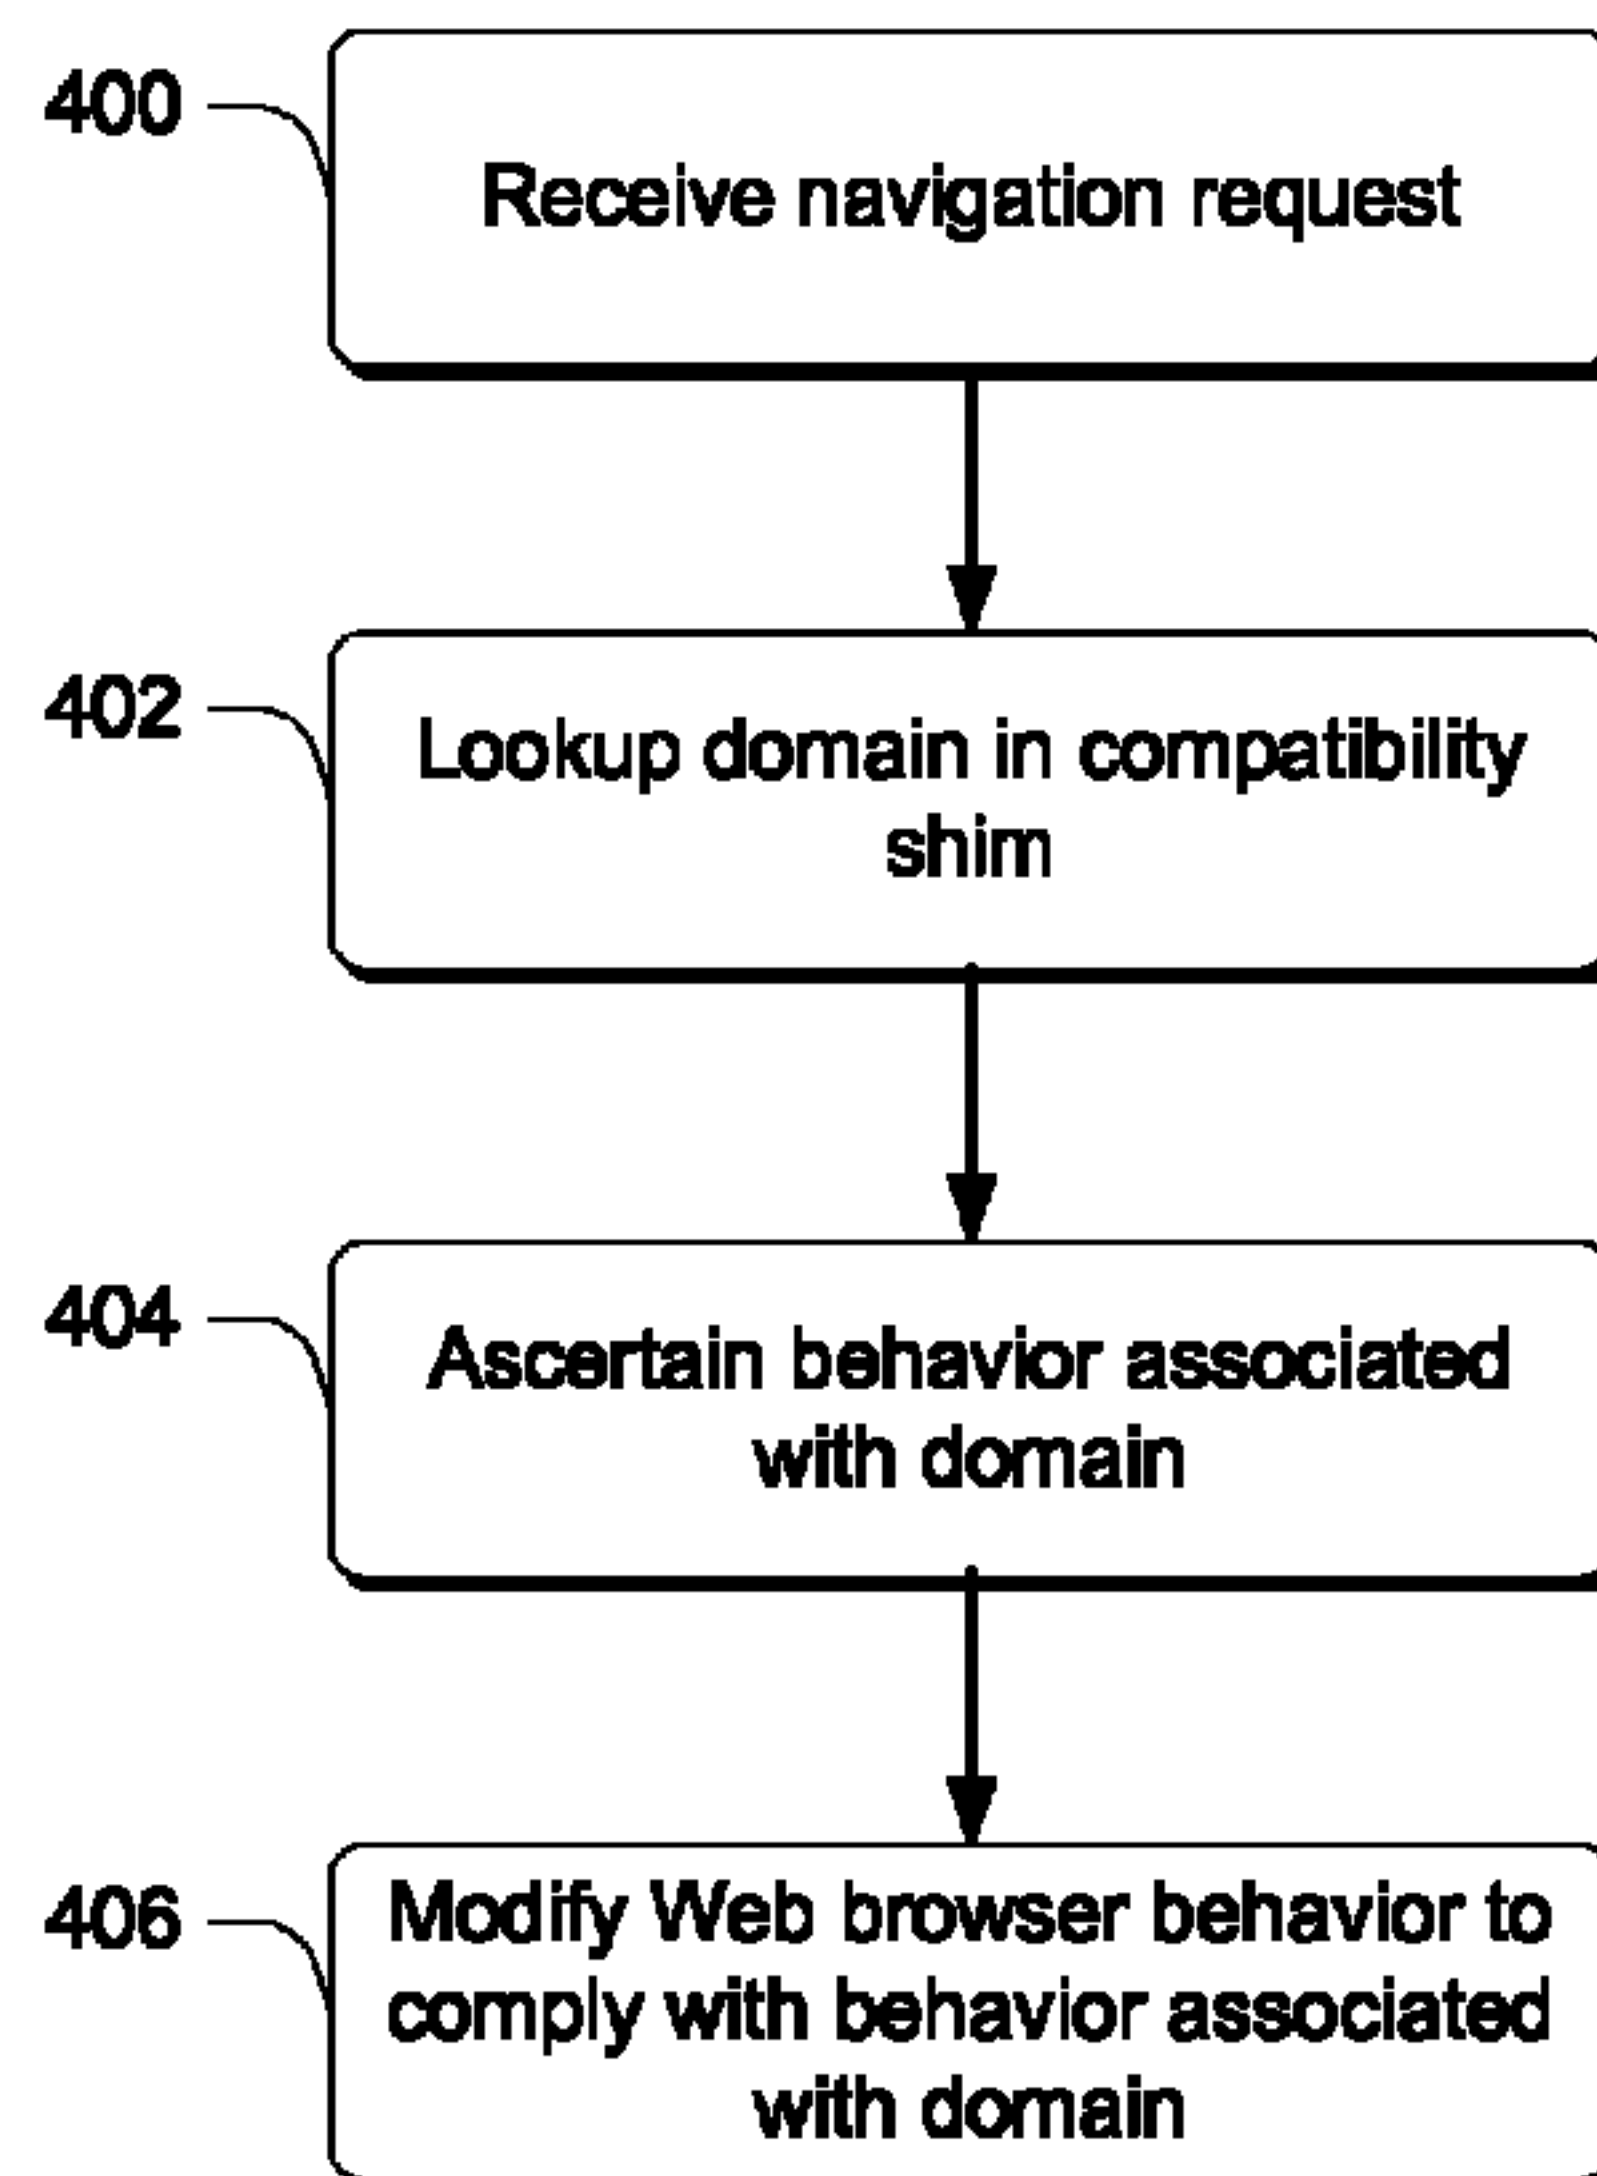 400
Receive navigation request
402
Lookup domain in compatibility
shim
404
Ascertain behavior associated
with domain
406
Modify Web browser behavior to
comply with behavior associated
with domain